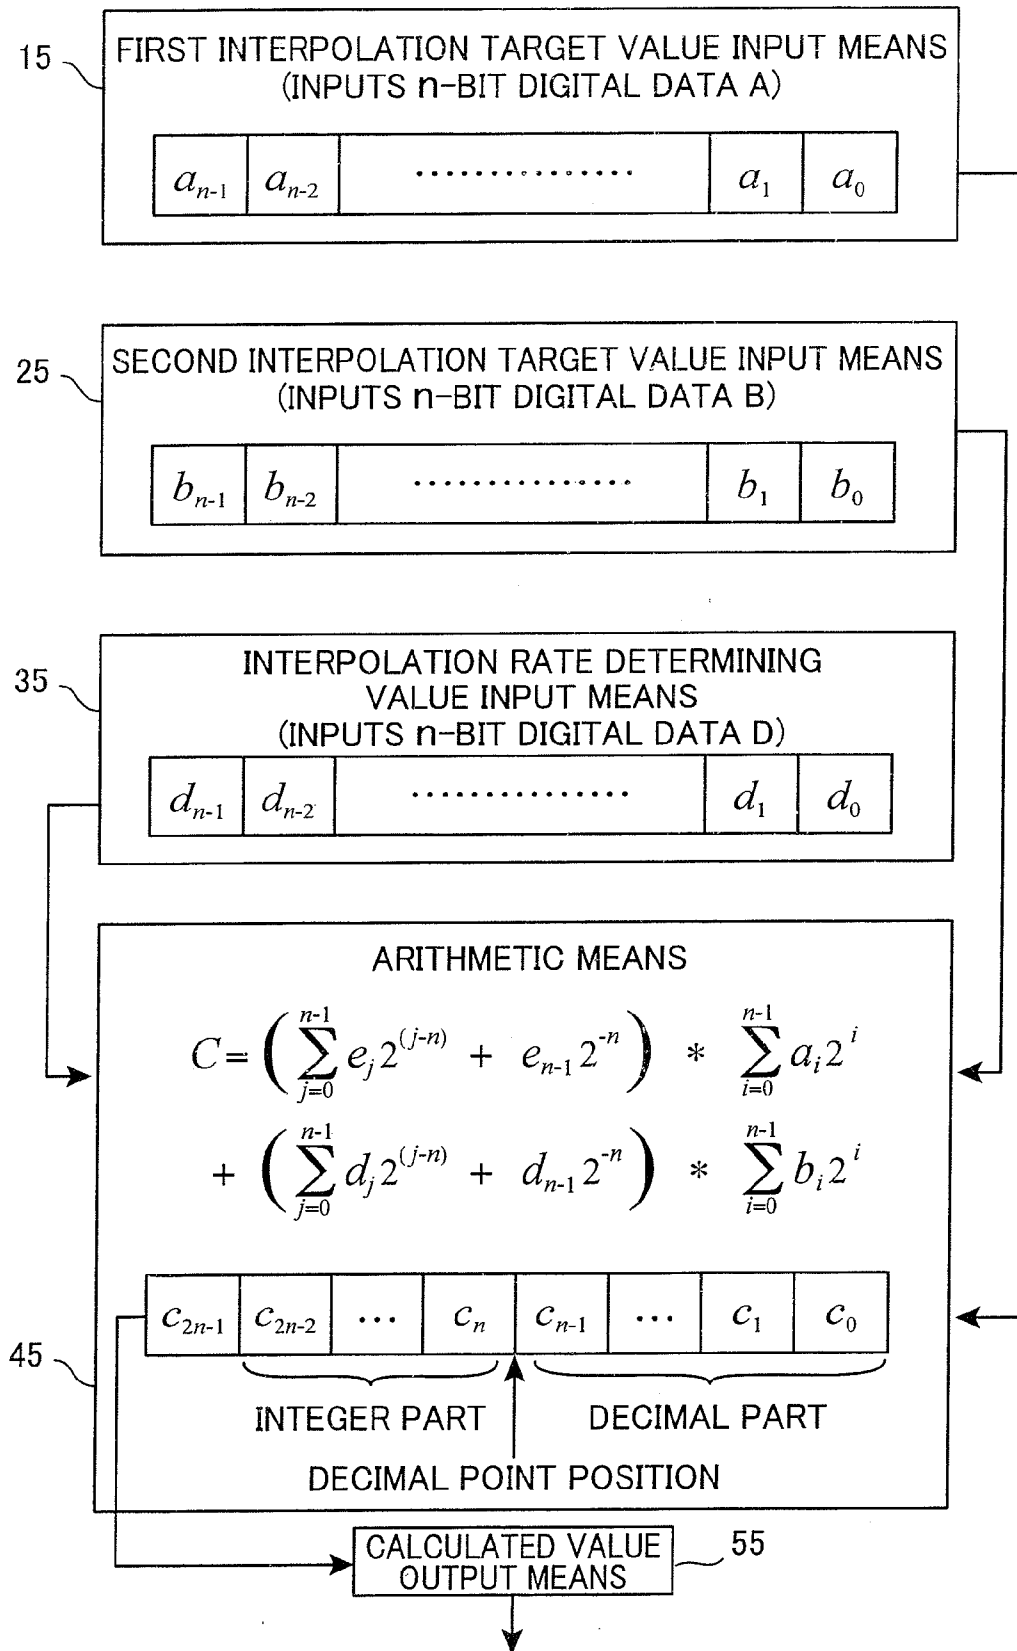 15
FIRST INTERPOLATION TARGET VALUE INPUT MEANS
(INPUTS n-BIT DIGITAL DATA A)
a_{n-1} a_{n-2} ............... a_1 a_0
25
SECOND INTERPOLATION TARGET VALUE INPUT MEANS
(INPUTS n-BIT DIGITAL DATA B)
b_{n-1} b_{n-2} ............... b_1 b_0
35
INTERPOLATION RATE DETERMINING
VALUE INPUT MEANS
(INPUTS n-BIT DIGITAL DATA D)
d_{n-1} d_{n-2} ............... d_1 d_0
ARITHMETIC MEANS
C = ( \sum_{j=0}^{n-1} e_j 2^{(j-n)} + e_{n-1} 2^{-n} ) * \sum_{i=0}^{n-1} a_i 2^i
+ ( \sum_{j=0}^{n-1} d_j 2^{(j-n)} + d_{n-1} 2^{-n} ) * \sum_{i=0}^{n-1} b_i 2^i
c_{2n-1} c_{2n-2} ... c_n c_{n-1} ... c_1 c_0
45
INTEGER PART DECIMAL PART
DECIMAL POINT POSITION
CALCULATED VALUE
OUTPUT MEANS
55